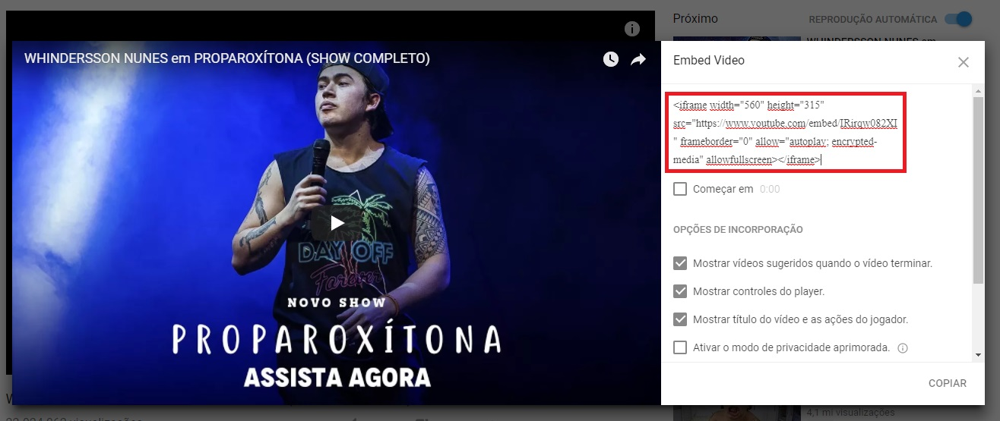 Próximo
REPRODUÇÃO AUTOMÁTICA
WHINDERSSON NUNES em PROPAROXÍTONA (SHOW COMPLETO)
Embed Video
<iframe width="560" height="315"
src="https://www.youtube.com/embed/IRirqw082XI
" frameborder="0" allow="autoplay; encrypted-
media" allowfullscreen></iframe>
Começar em 0:00
OPÇÕES DE INCORPORAÇÃO
Mostrar vídeos sugeridos quando o vídeo terminar.
Mostrar controles do player.
Mostrar título do vídeo e as ações do jogador.
Ativar o modo de privacidade aprimorada.
COPIAR
DAY OFF
Forever
NOVO SHOW
PROPAROXÍTONA
ASSISTA AGORA
4,1 mi visualizações